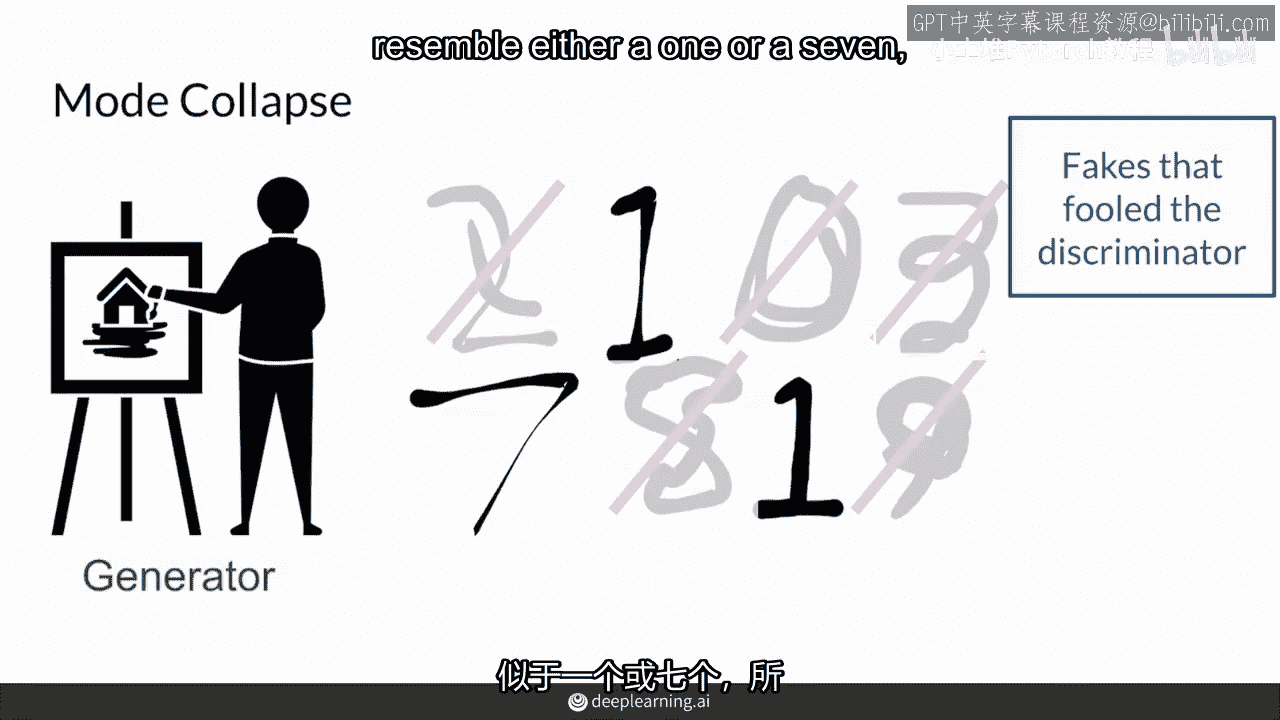 GPT中英字幕课程资源@bilibili.com
resemble either a one or a seven,
Mode Collapse
Fakes that
fooled the
discriminator
2 1 0 3
7 8 1 9
Generator
似于一个或七个，所
deeplearning.ai